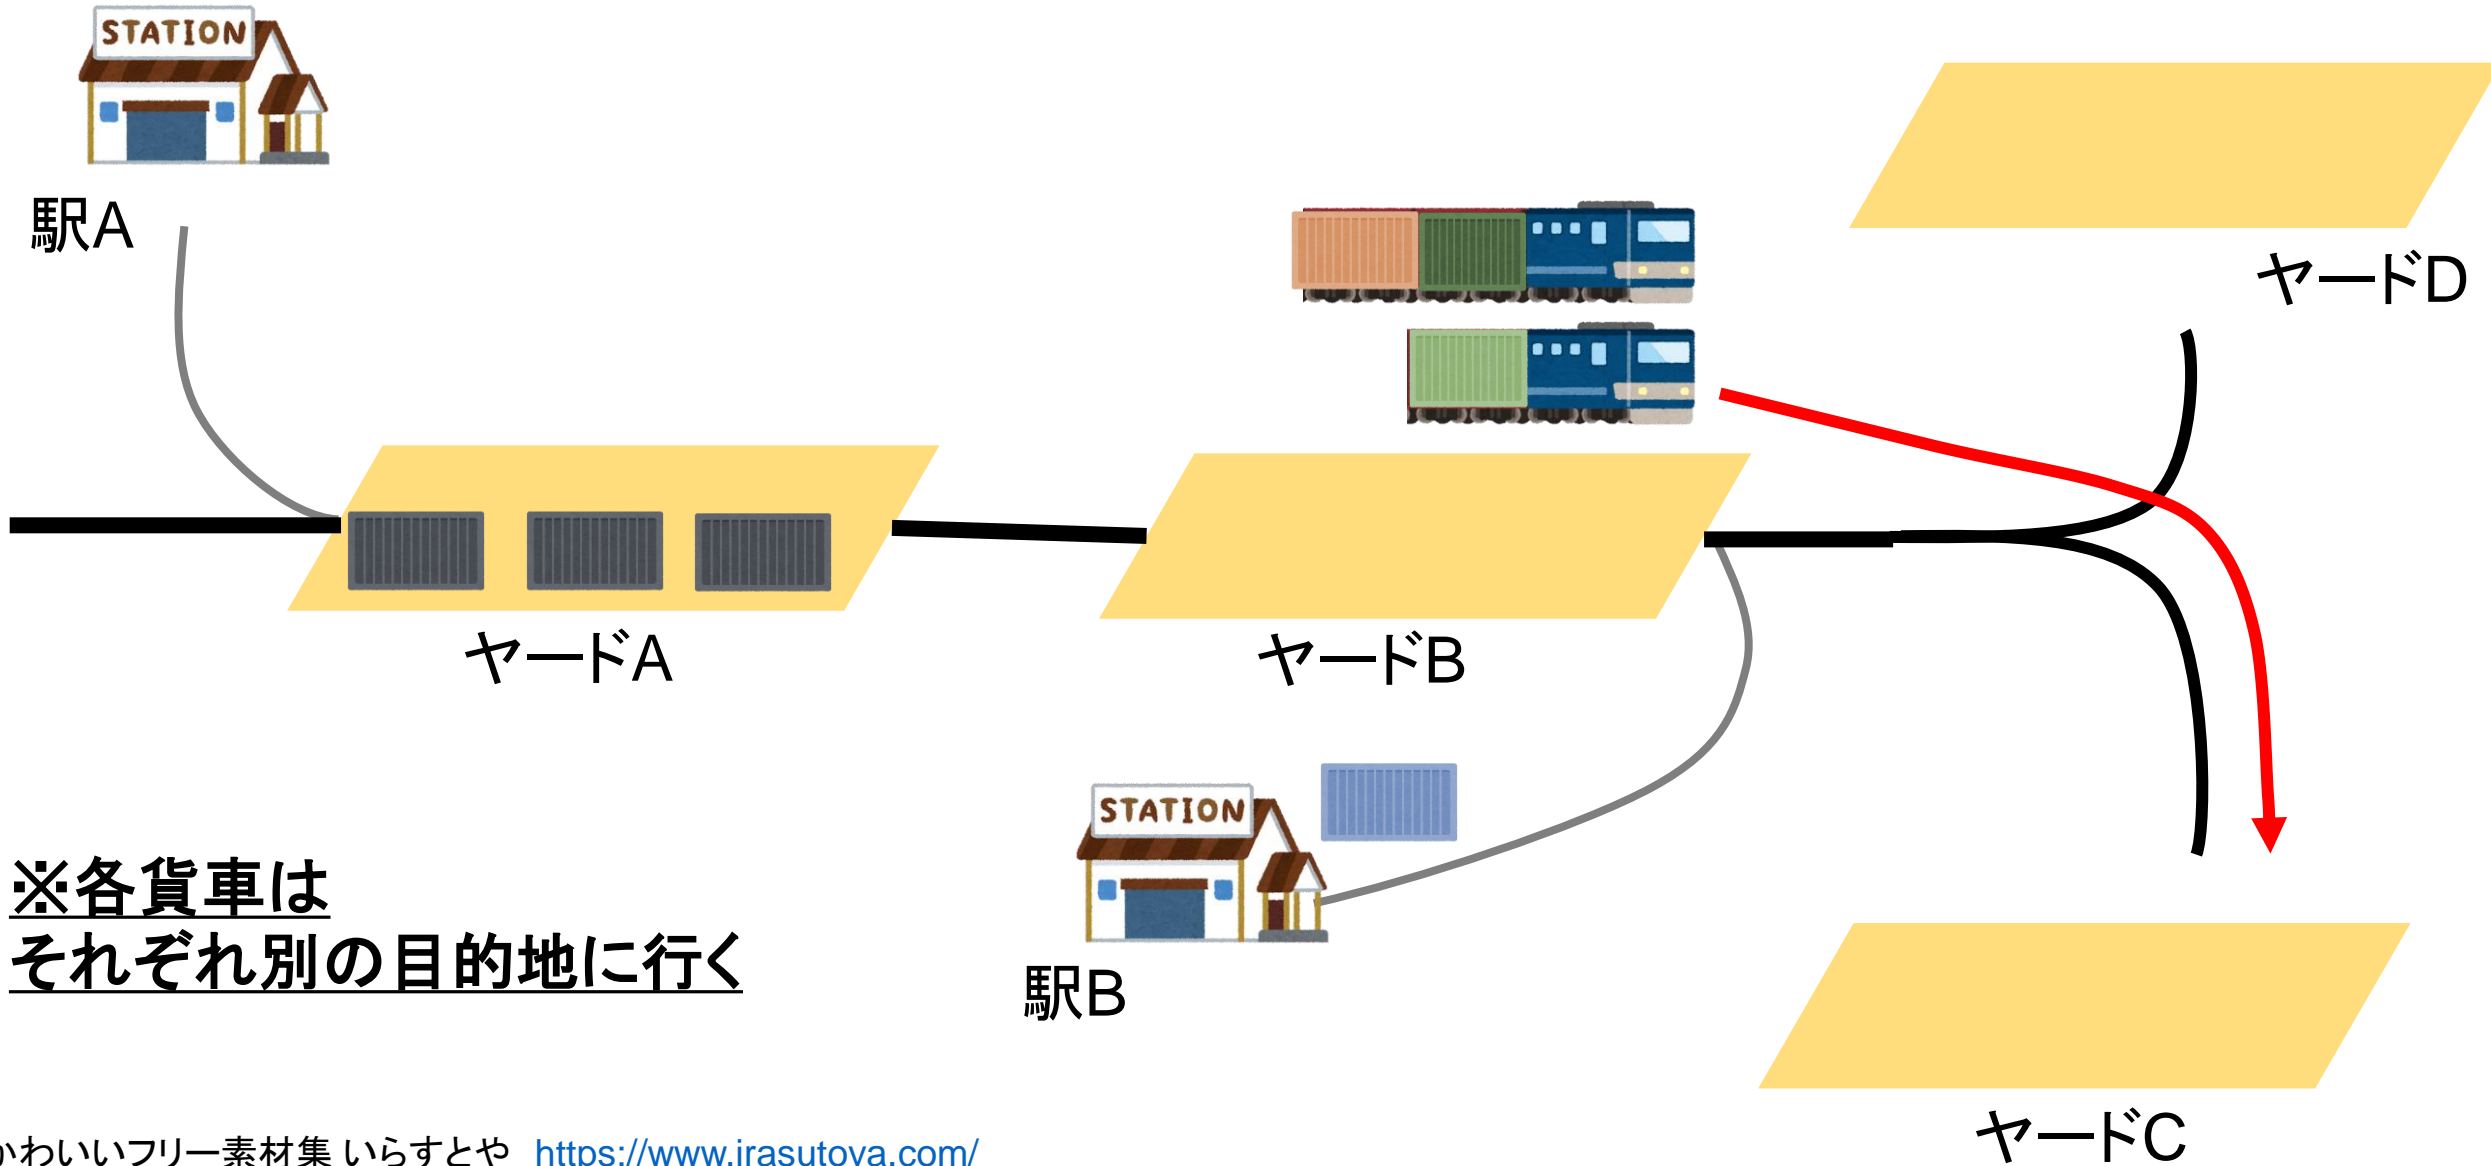 STATION
駅A
ヤードD
ヤードA
ヤードB
STATION
※各貨車は
それぞれ別の目的地に行く
駅B
ヤードC
かわいいフリー素材集 いらすとや https://www.irasutoya.com/